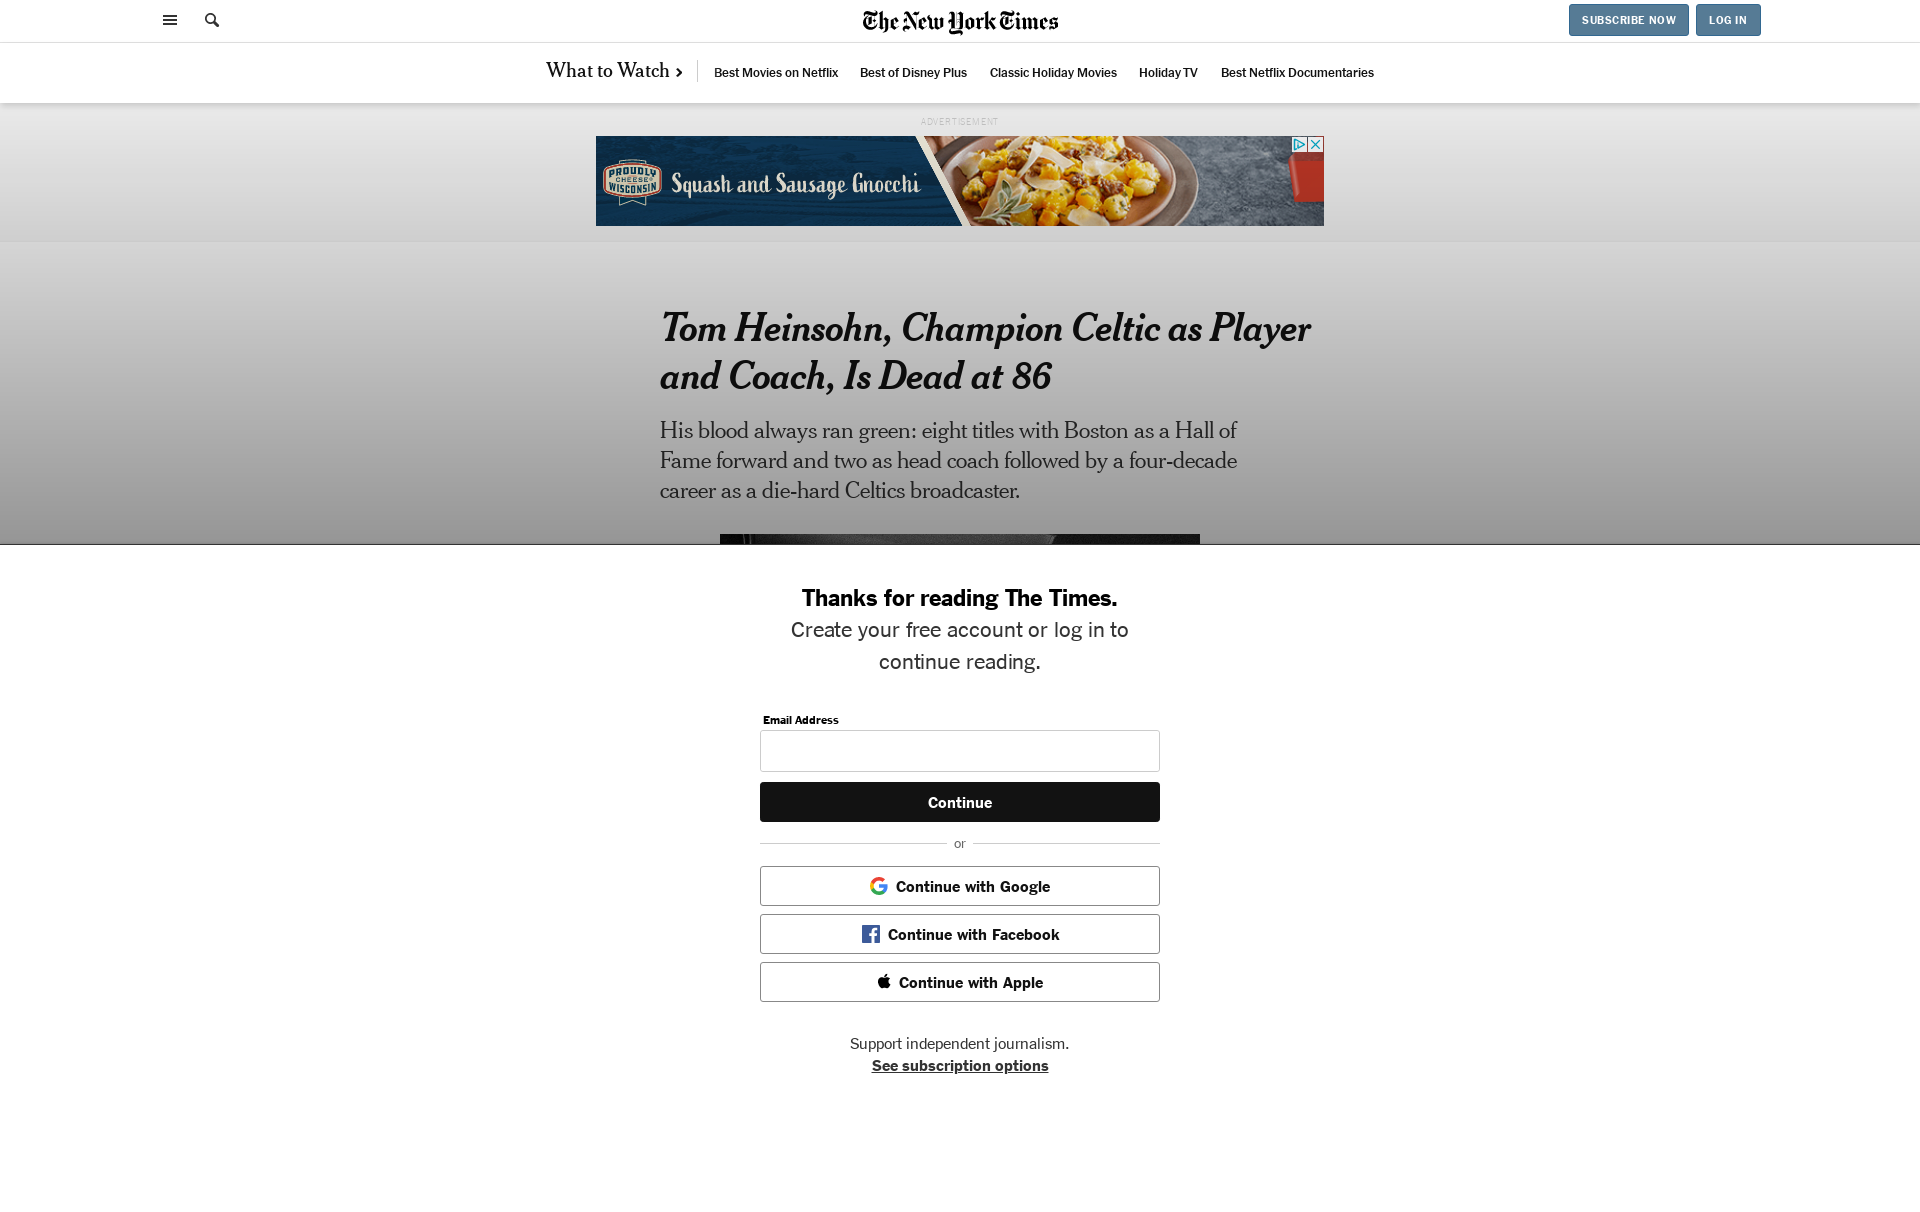 The New York Times
SUBSCRIBE NOW
LOG IN
What to Watch
Best Movies on Netflix
Best of Disney Plus
Classic Holiday Movies
Holiday TV
Best Netflix Documentaries
ADVERTISEMENT
PROUDLY
WISCONSIN
CHEESE
Squash and Sausage Gnocchi
Tom Heinsohn, Champion Celtic as Player
and Coach, Is Dead at 86
His blood always ran green: eight titles with Boston as a Hall of
Fame forward and two as head coach followed by a four-decade
career as a die-hard Celtics broadcaster.
Thanks for reading The Times.
Create your free account or log in to
continue reading.
Email Address
Continue
or
Continue with Google
Continue with Facebook
Continue with Apple
Support independent journalism.
See subscription options